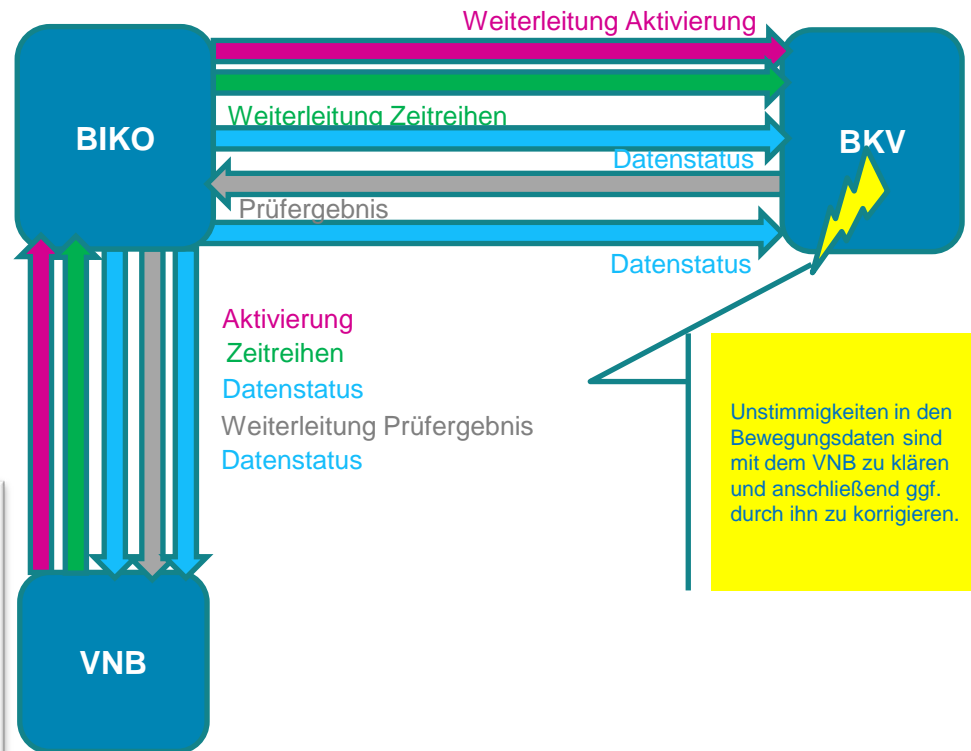 Weiterleitung Aktivierung
BIKO
BKV
Weiterleitung Zeitreihen
Datenstatus
Prüfergebnis
Datenstatus
Aktivierung
Zeitreihen
Datenstatus
Weiterleitung Prüfergebnis
Datenstatus
Unstimmigkeiten in den
Bewegungsdaten sind
mit dem VNB zu klären
und anschließend ggf.
durch ihn zu korrigieren.
VNB